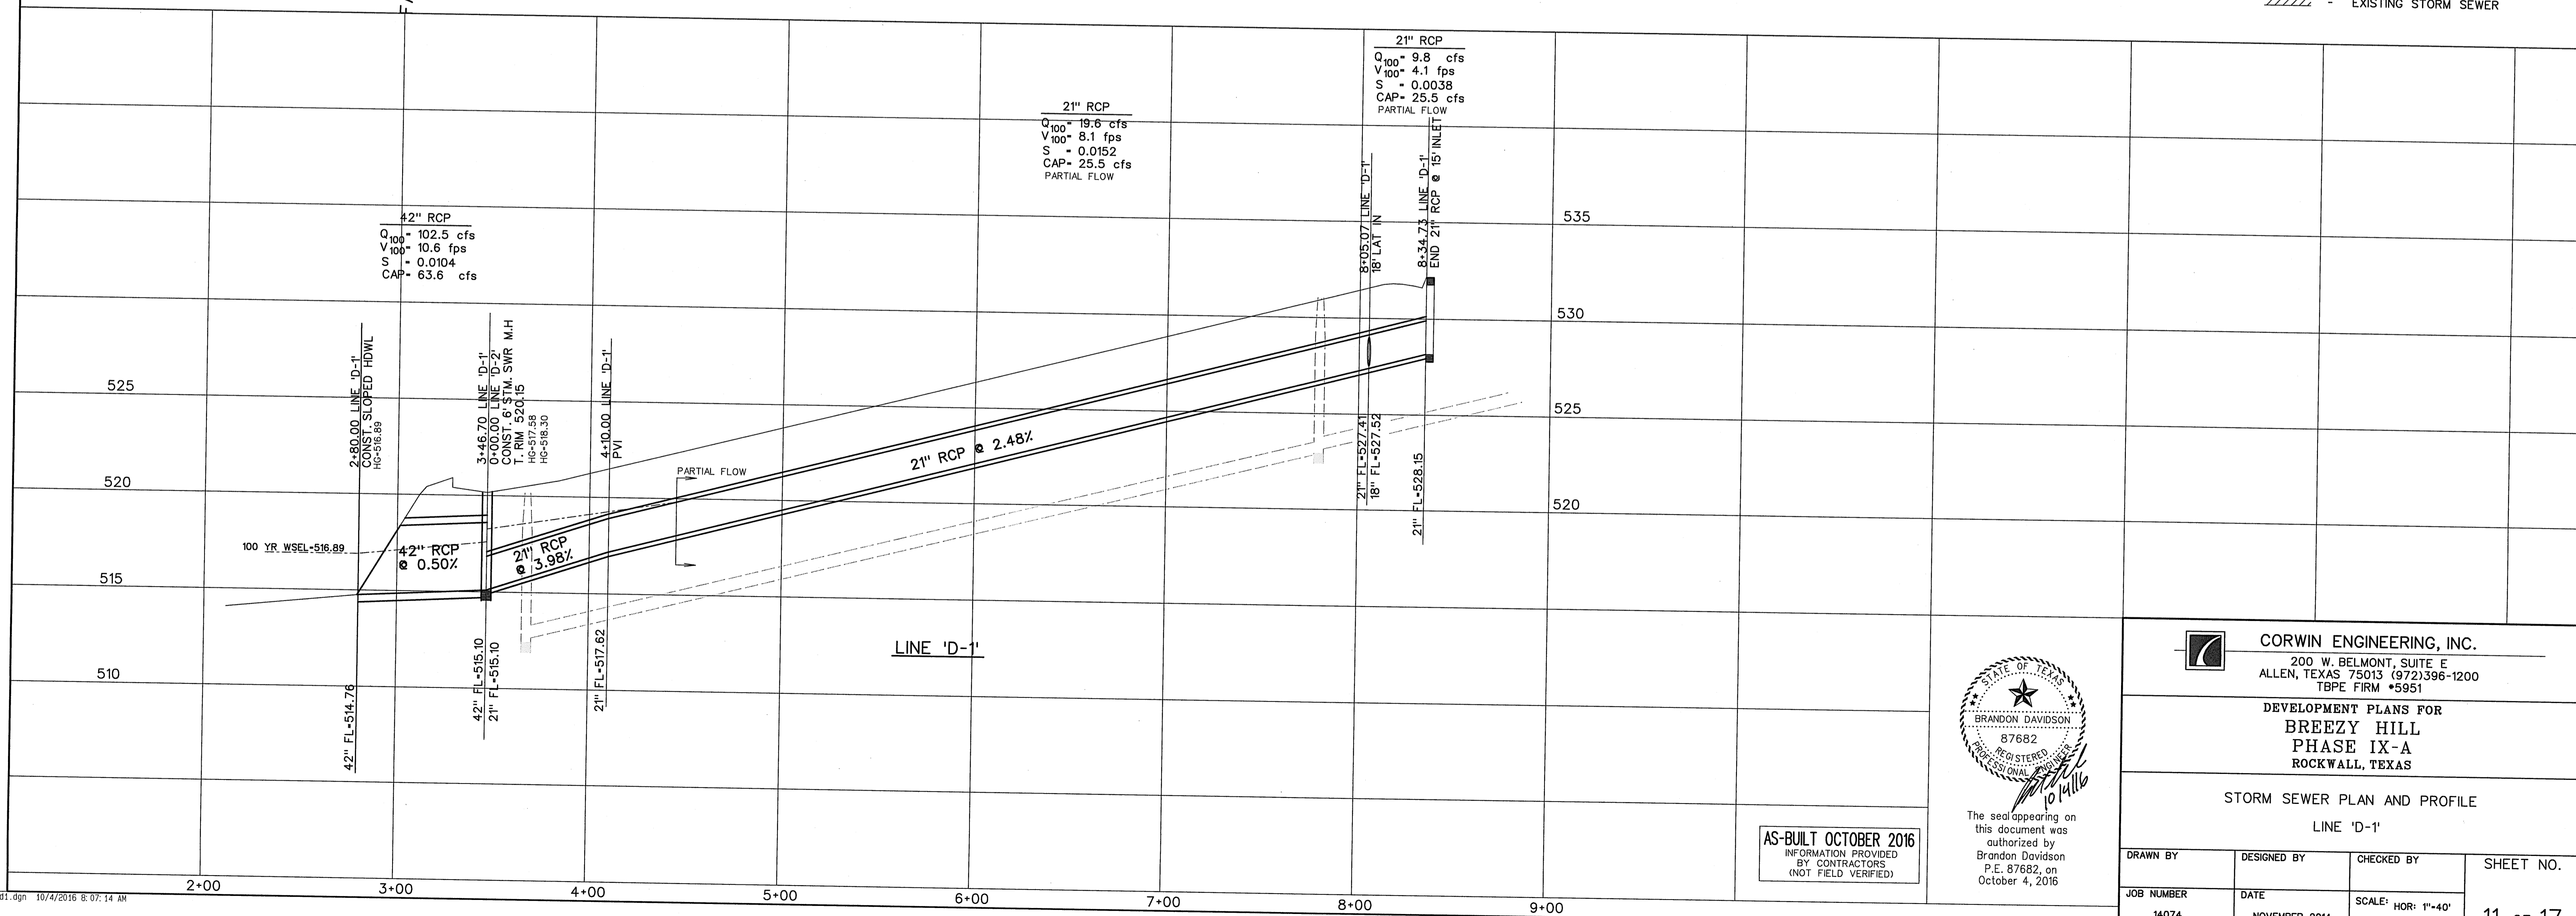 - EXISTING STORM SEWER
21" RCP
Q100= 9.8 cfs
V100= 4.1 fps
S = 0.0038
CAP= 25.5 cfs
PARTIAL FLOW
21" RCP
Q100= 19.6 cfs
V100= 8.1 fps
S = 0.0152
CAP= 25.5 cfs
PARTIAL FLOW
42" RCP
Q100= 102.5 cfs
V100= 10.6 fps
S = 0.0104
CAP= 63.6 cfs
2+80.00 LINE 'D-1'
CONST. SLOPED HDWL
HG=516.89
3+46.70 LINE 'D-1'
0+00.00 LINE 'D-2'
CONST. 6' STM. SWR M.H
T. RIM 520.15
HG=517.58
HG=518.30
4+10.00 LINE 'D-1'
PVI
8+05.07 LINE 'D-1'
18' LAT IN
8+34.73 LINE 'D-1'
END 21" RCP @ 15' INLET
535
530
525
525
520
520
515
510
PARTIAL FLOW
21" RCP @ 2.48%
100 YR WSEL=516.89
42" RCP
@ 0.50%
21" RCP
@ 3.98%
42" FL=514.76
42" FL=515.10
21" FL=515.10
21" FL=517.62
21" FL=527.41
18" FL=527.52
21" FL=528.15
LINE 'D-1'
2+00
3+00
4+00
5+00
6+00
7+00
8+00
9+00
d1.dgn 10/4/2016 8:07:14 AM
AS-BUILT OCTOBER 2016
INFORMATION PROVIDED
BY CONTRACTORS
(NOT FIELD VERIFIED)
STATE OF TEXAS
BRANDON DAVIDSON
87682
REGISTERED
PROFESSIONAL ENGINEER
10/4/16
The seal appearing on
this document was
authorized by
Brandon Davidson
P.E. 87682, on
October 4, 2016
CORWIN ENGINEERING, INC.
200 W. BELMONT, SUITE E
ALLEN, TEXAS 75013 (972)396-1200
TBPE FIRM #5951
DEVELOPMENT PLANS FOR
BREEZY HILL
PHASE IX-A
ROCKWALL, TEXAS
STORM SEWER PLAN AND PROFILE
LINE 'D-1'
DRAWN BY
DESIGNED BY
CHECKED BY
SHEET NO.
JOB NUMBER
14074
DATE
SCALE: HOR: 1"=40'
11 OF 17